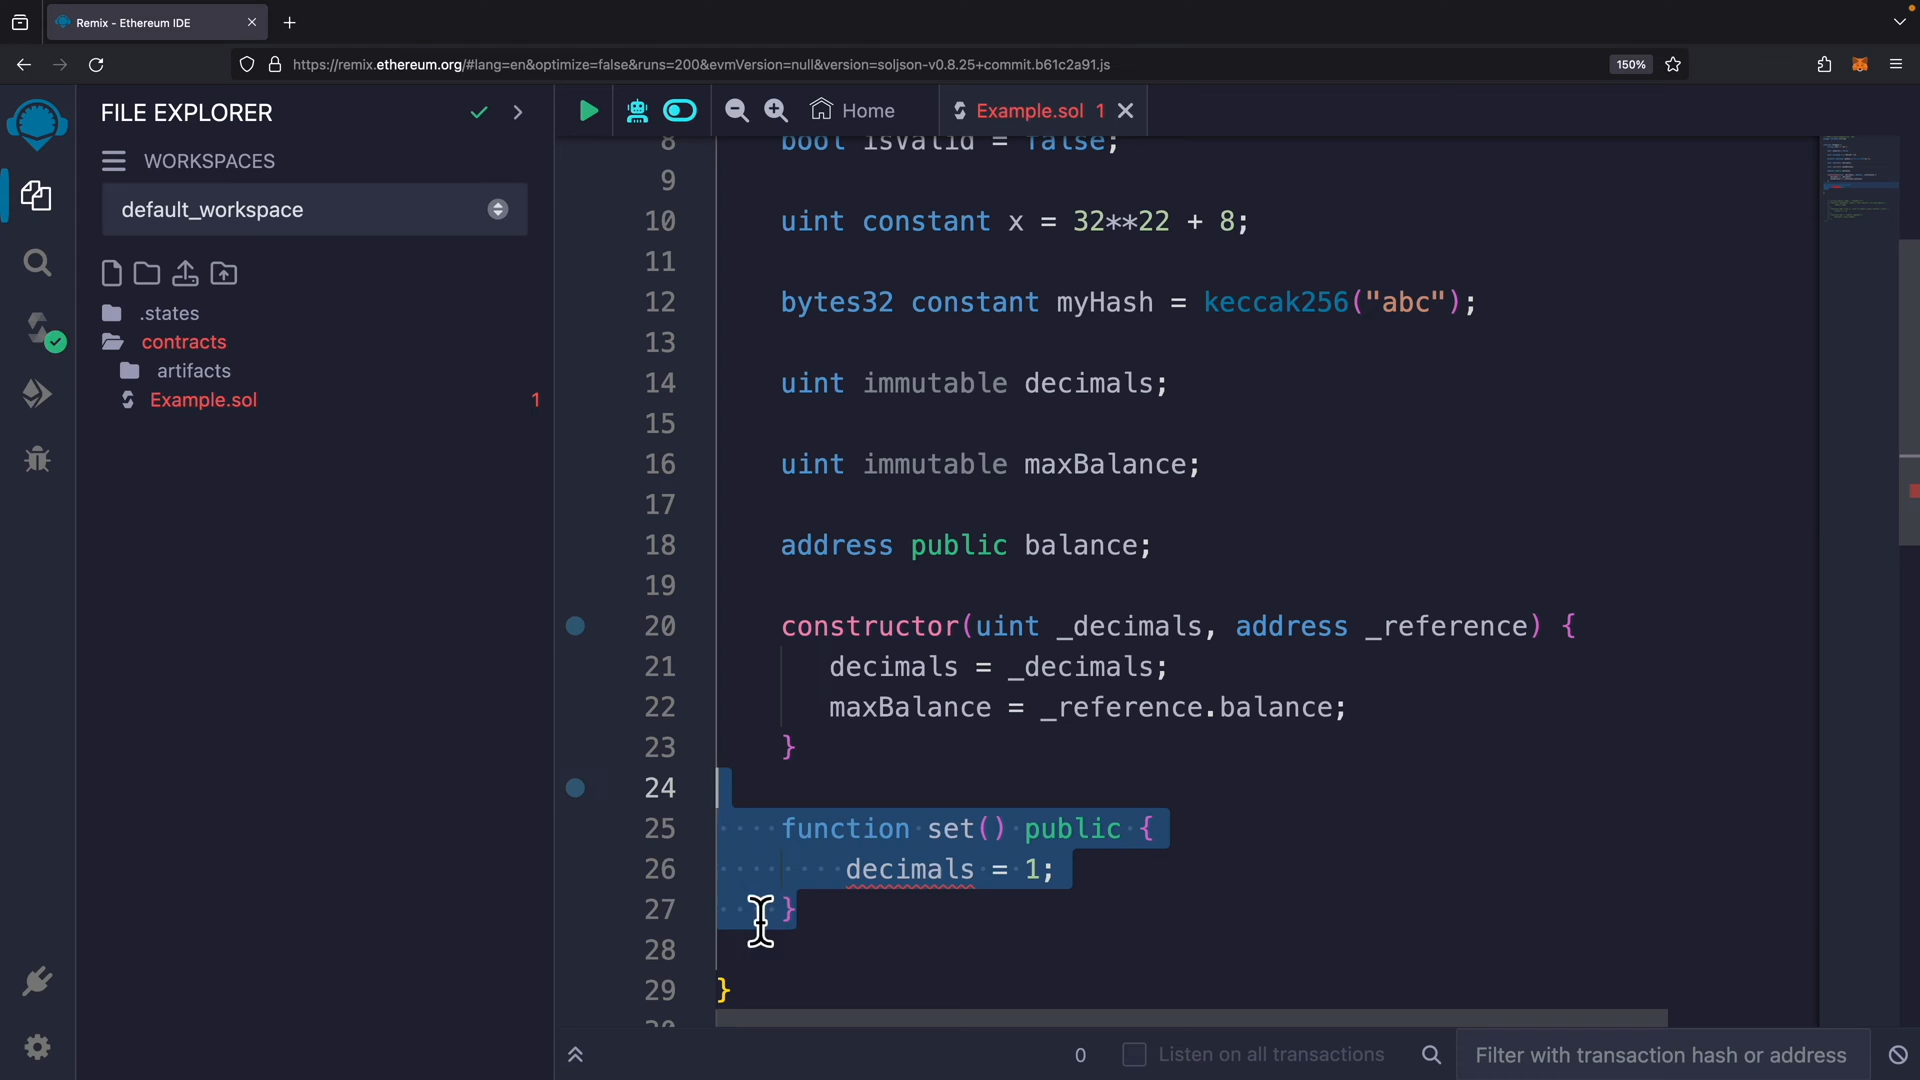 Remix - Ethereum IDE
https://remix.ethereum.org/#lang=en&optimize=false&runs=200&evmVersion=null&version=soljson-v0.8.25+commit.b61c2a91.js
150%
FILE EXPLORER
WORKSPACES
default_workspace
.states
contracts
artifacts
Example.sol 1
Home
Example.sol 1
8 bool isValid = false;
9
10 uint constant x = 32**22 + 8;
11
12 bytes32 constant myHash = keccak256("abc");
13
14 uint immutable decimals;
15
16 uint immutable maxBalance;
17
18 address public balance;
19
20 constructor(uint _decimals, address _reference) {
21 decimals = _decimals;
22 maxBalance = _reference.balance;
23 }
24
25 function set() public {
26 decimals = 1;
27 }
28
29 }
0 Listen on all transactions Filter with transaction hash or address